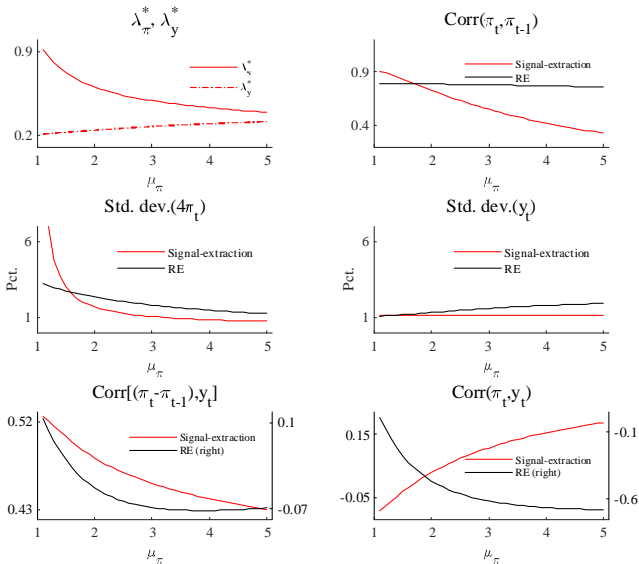 λ*π, λ*y
0.9
0.2
λ*π
λ*y
1 2 3 4 5
μπ
Corr(πt,πt-1)
0.9
0.4
Signal-extraction
RE
1 2 3 4 5
μπ
Std. dev.(4πt)
Pct.
6
1
Signal-extraction
RE
1 2 3 4 5
μπ
Std. dev.(yt)
6
1
Signal-extraction
RE
1 2 3 4 5
μπ
Corr[(πt-πt-1),yt]
0.52
0.43
0.1
-0.07
Signal-extraction
RE (right)
1 2 3 4 5
μπ
Corr(πt,yt)
0.15
-0.05
-0.1
-0.6
Signal-extraction
RE (right)
1 2 3 4 5
μπ